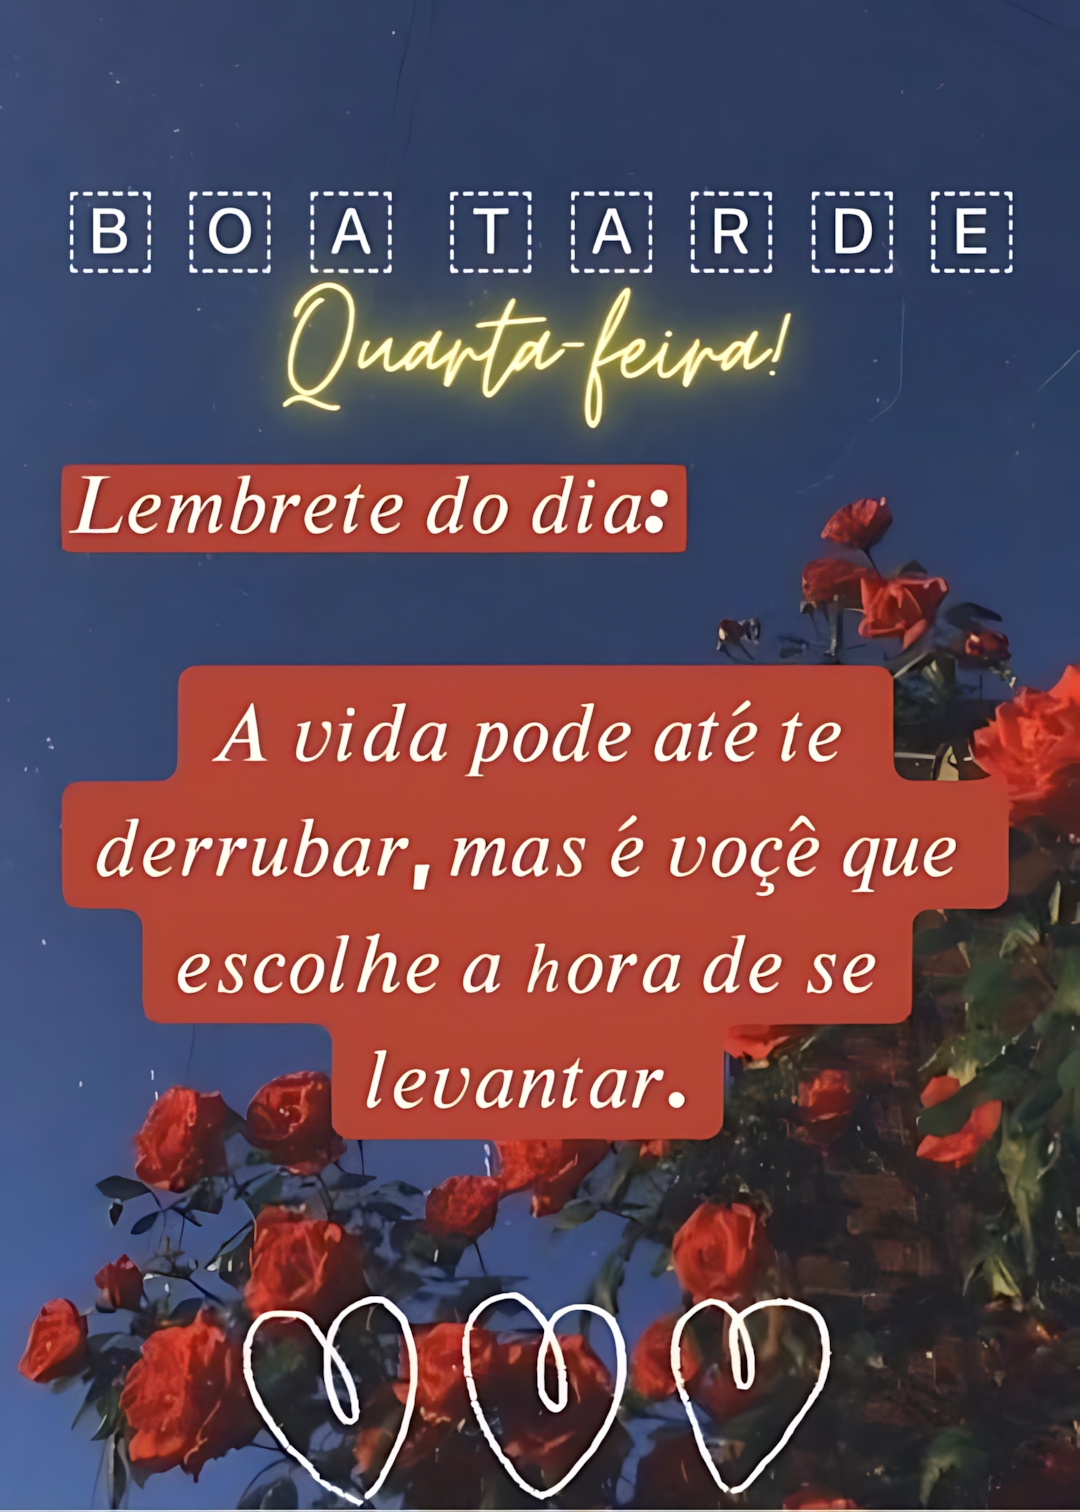 BOA TARDE
Quarta-feira!
Lembrete do dia:
A vida pode até te
derrubar, mas é voçê que
escolhe a hora de se
levantar.